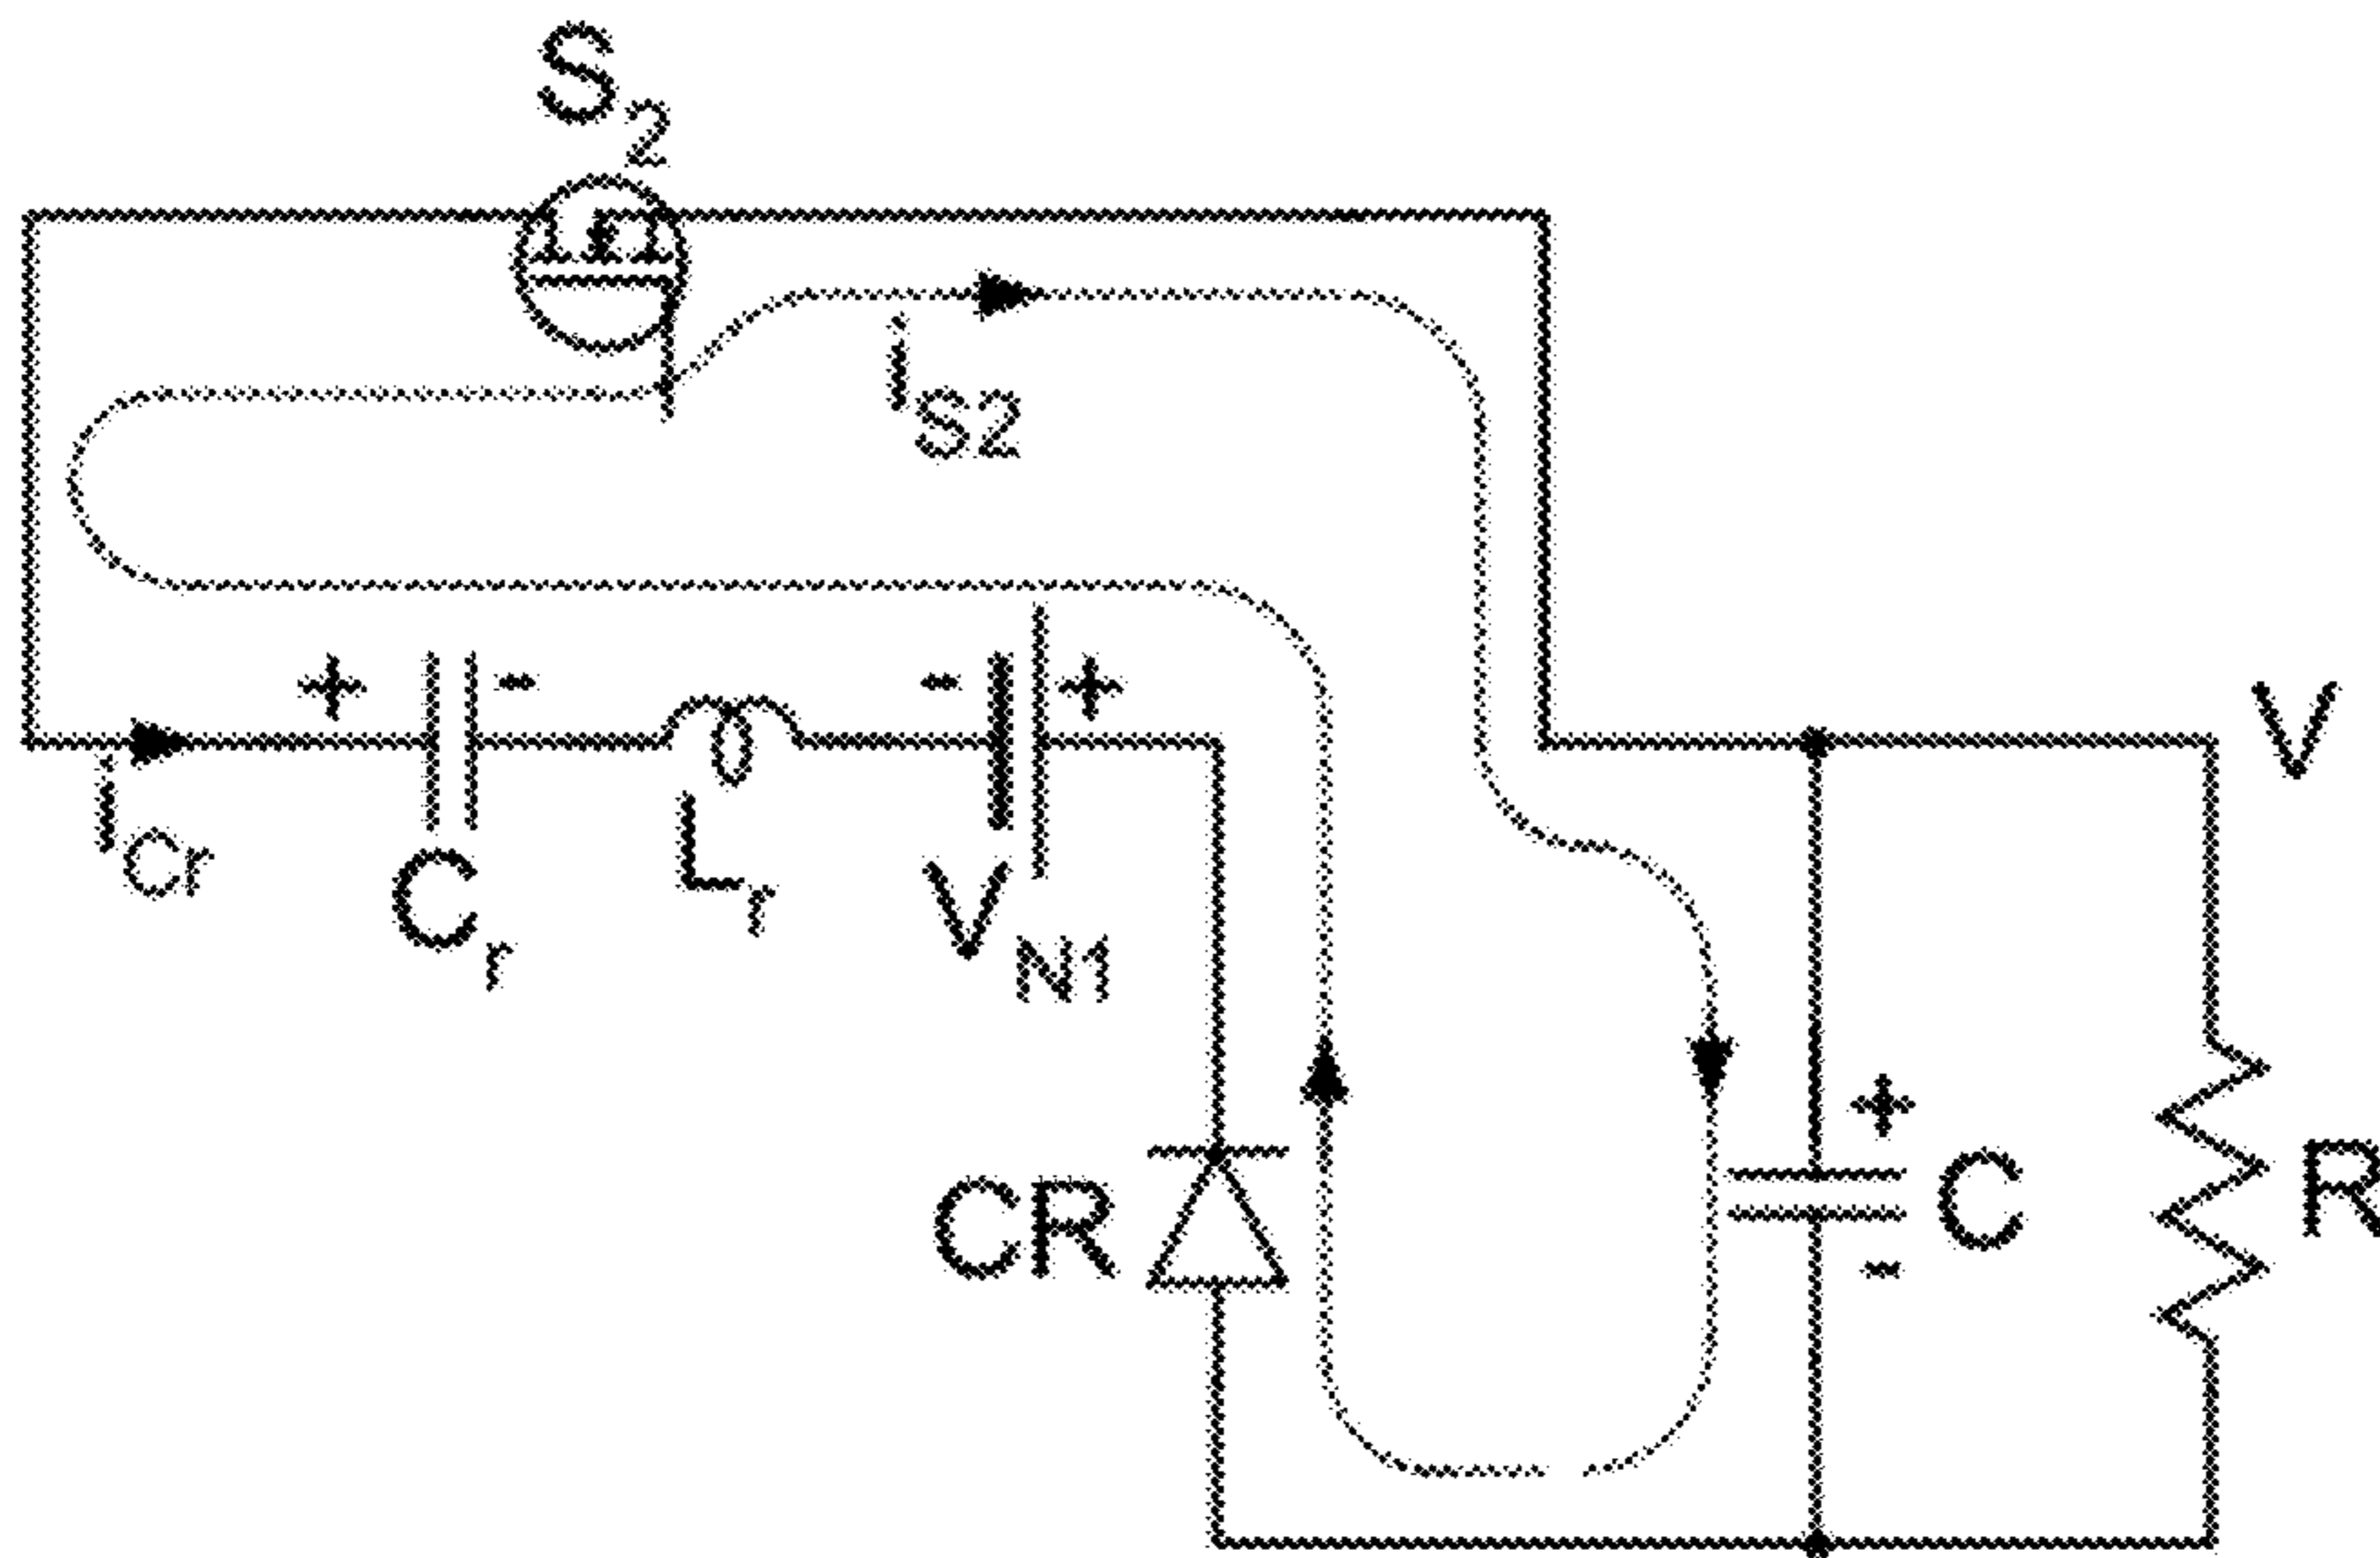 S2
iS2
+ - - +
V
iCr
Cr
Lr
VN1
+
CR
C
R
-